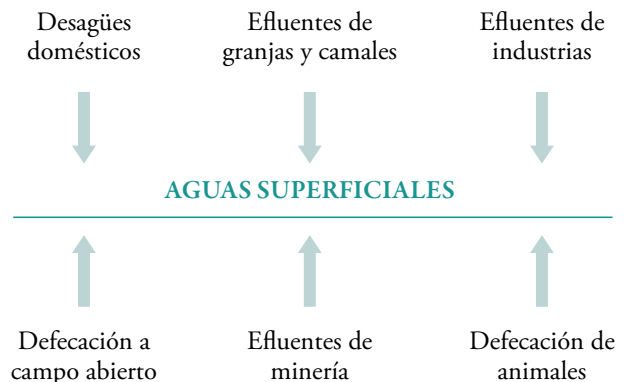 Desagües
domésticos
Efluentes de
granjas y camales
Efluentes de
industrias
AGUAS SUPERFICIALES
Defecación a
campo abierto
Efluentes de
minería
Defecación de
animales